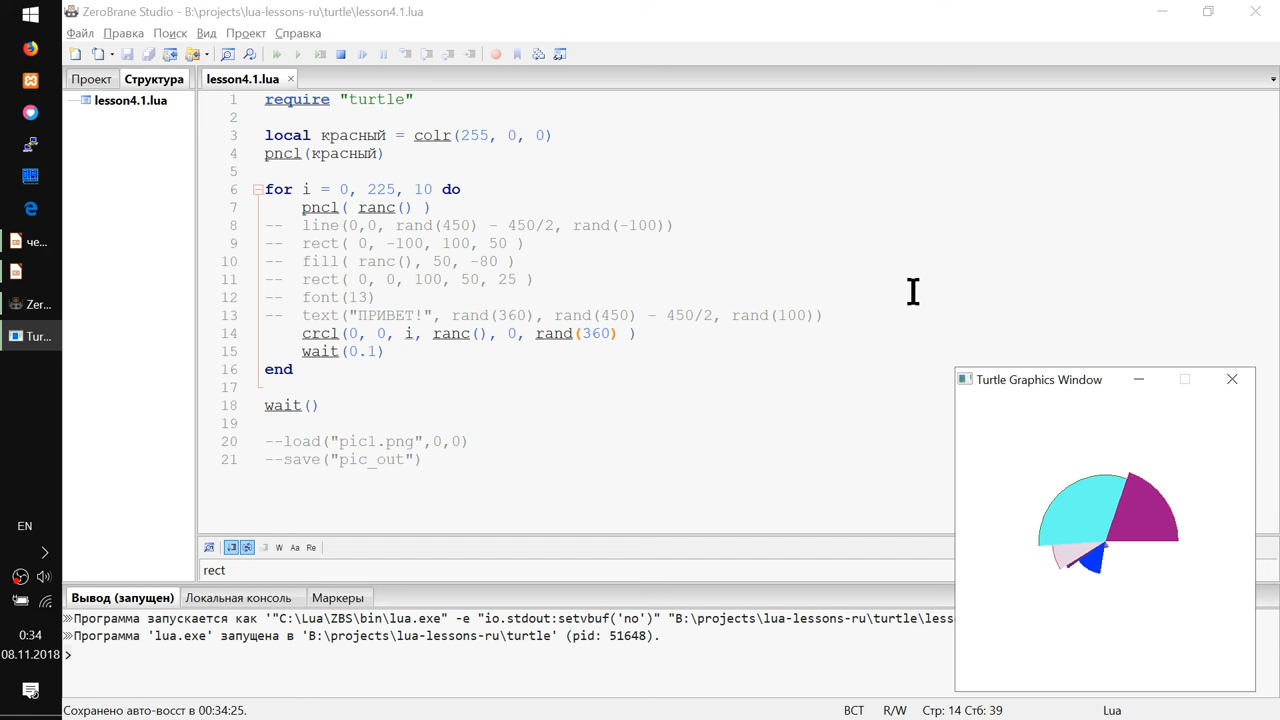 ZeroBrane Studio - B:\projects\lua-lessons-ru\turtle\lesson4.1.lua
Файл Правка Поиск Вид Проект Справка
Проект Структура
lesson4.1.lua
lesson4.1.lua
1 require "turtle"
2
3 local красный = colr(255, 0, 0)
4 pncl(красный)
5
6 for i = 0, 225, 10 do
7 pncl( ranc() )
8 -- line(0,0, rand(450) - 450/2, rand(-100))
9 -- rect( 0, -100, 100, 50 )
10 -- fill( ranc(), 50, -80 )
11 -- rect( 0, 0, 100, 50, 25 )
12 -- font(13)
13 -- text("ПРИВЕТ!", rand(360), rand(450) - 450/2, rand(100))
14 crcl(0, 0, i, ranc(), 0, rand(360) )
15 wait(0.1)
16 end
17
18 wait()
19
20 --load("pic1.png",0,0)
21 --save("pic_out")
че...
Zer...
Tur...
Turtle Graphics Window
W Aa Re
rect
Вывод (запущен) Локальная консоль Маркеры
Программа запускается как '"C:\Lua\ZBS\bin\lua.exe" -e "io.stdout:setvbuf('no')" "B:\projects\lua-lessons-ru\turtle\less
Программа 'lua.exe' запущена в 'B:\projects\lua-lessons-ru\turtle' (pid: 51648).
EN
0:34
08.11.2018
Сохранено авто-восст в 00:34:25.
ВСТ R/W Стр: 14 Стб: 39 Lua